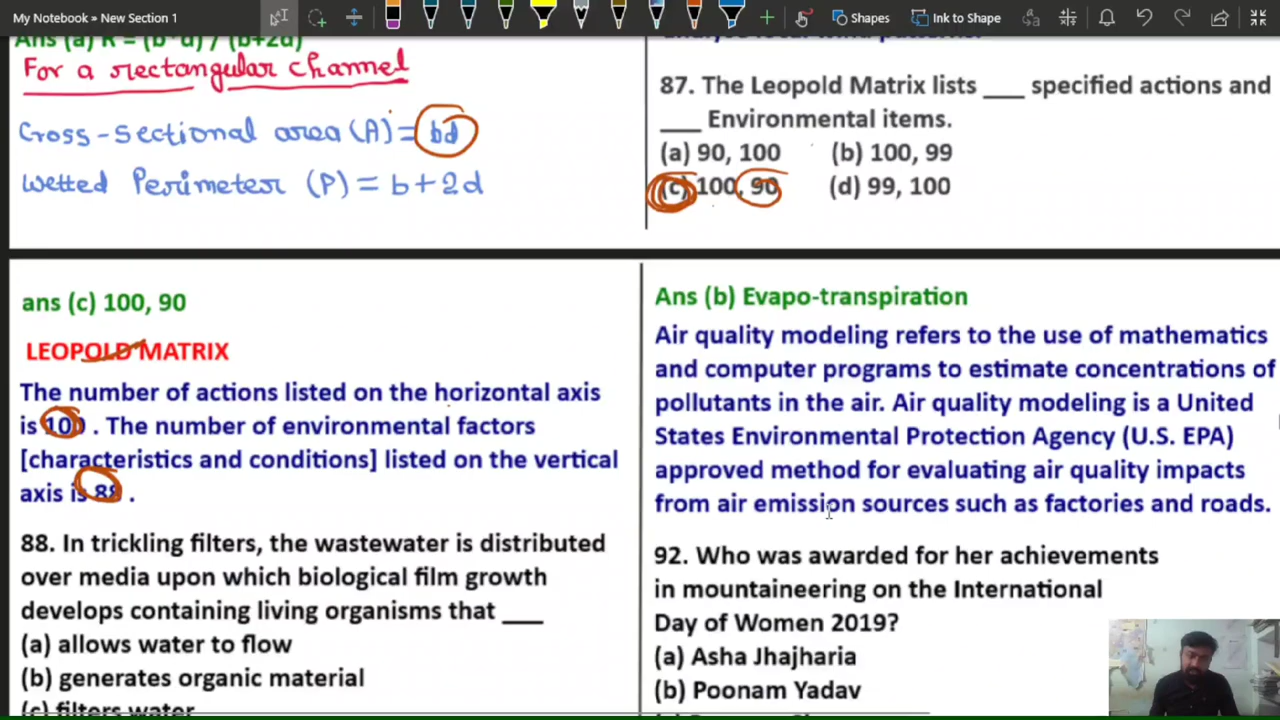 My Notebook » New Section 1
Shapes
Ink to Shape
Ans (a) R = (b*d) / (b+2d)
For a rectangular channel
Cross-Sectional area (A) = bd
Wetted Perimeter (P) = b+2d
87. The Leopold Matrix lists ___ specified actions and
___ Environmental items.
(a) 90, 100 (b) 100, 99
(c) 100, 90 (d) 99, 100
ans (c) 100, 90
LEOPOLD MATRIX
The number of actions listed on the horizontal axis
is 100 . The number of environmental factors
[characteristics and conditions] listed on the vertical
axis is 88 .
88. In trickling filters, the wastewater is distributed
over media upon which biological film growth
develops containing living organisms that ___
(a) allows water to flow
(b) generates organic material
(c) filters water
Ans (b) Evapo-transpiration
Air quality modeling refers to the use of mathematics
and computer programs to estimate concentrations of
pollutants in the air. Air quality modeling is a United
States Environmental Protection Agency (U.S. EPA)
approved method for evaluating air quality impacts
from air emission sources such as factories and roads.
92. Who was awarded for her achievements
in mountaineering on the International
Day of Women 2019?
(a) Asha Jhajharia
(b) Poonam Yadav